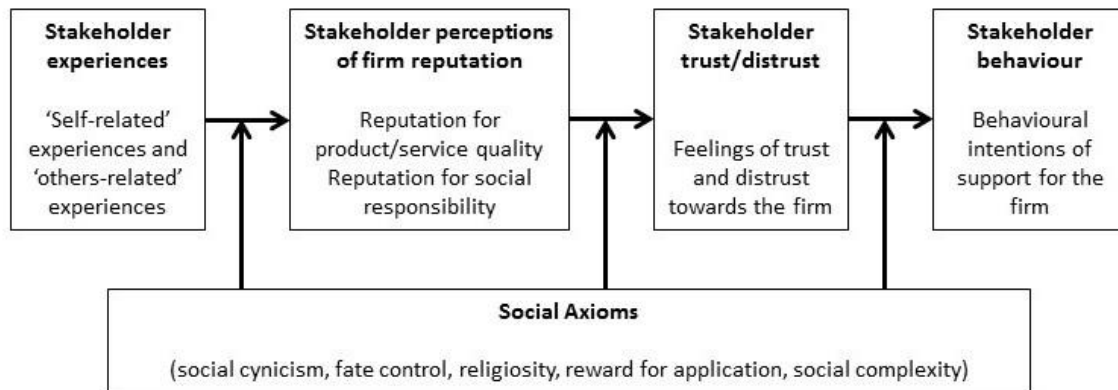 Stakeholder
experiences
‘Self-related’
experiences and
‘others-related’
experiences
Stakeholder perceptions
of firm reputation
Reputation for
product/service quality
Reputation for social
responsibility
Stakeholder
trust/distrust
Feelings of trust
and distrust
towards the firm
Stakeholder
behaviour
Behavioural
intentions of
support for the
firm
Social Axioms
(social cynicism, fate control, religiosity, reward for application, social complexity)